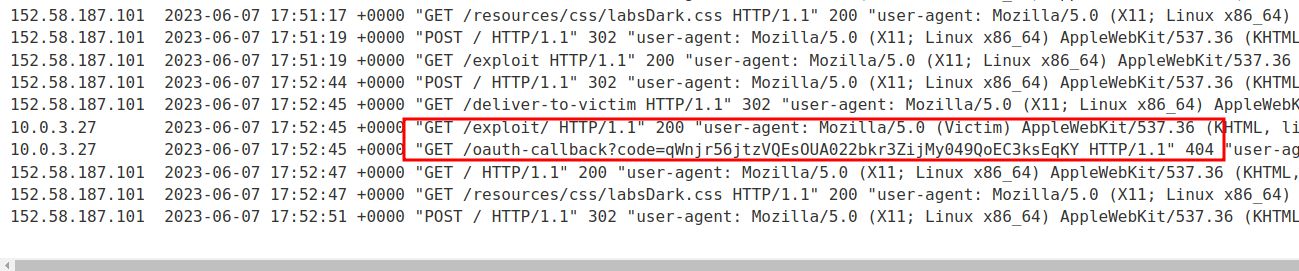 152.58.187.101 2023-06-07 17:51:17 +0000 "GET /resources/css/labsDark.css HTTP/1.1" 200 "user-agent: Mozilla/5.0 (X11; Linux x86_64)
152.58.187.101 2023-06-07 17:51:19 +0000 "POST / HTTP/1.1" 302 "user-agent: Mozilla/5.0 (X11; Linux x86_64) AppleWebKit/537.36 (KHTML
152.58.187.101 2023-06-07 17:51:19 +0000 "GET /exploit HTTP/1.1" 200 "user-agent: Mozilla/5.0 (X11; Linux x86_64) AppleWebKit/537.36
152.58.187.101 2023-06-07 17:52:44 +0000 "POST / HTTP/1.1" 302 "user-agent: Mozilla/5.0 (X11; Linux x86_64) AppleWebKit/537.36 (KHTML
152.58.187.101 2023-06-07 17:52:45 +0000 "GET /deliver-to-victim HTTP/1.1" 302 "user-agent: Mozilla/5.0 (X11; Linux x86_64) AppleWebK
10.0.3.27 2023-06-07 17:52:45 +0000 "GET /exploit/ HTTP/1.1" 200 "user-agent: Mozilla/5.0 (Victim) AppleWebKit/537.36 (KHTML, li
10.0.3.27 2023-06-07 17:52:45 +0000 "GET /oauth-callback?code=qWnjr56jtzVQEsOUA022bkr3ZijMy049QoEC3ksEqKY HTTP/1.1" 404 "user-ag
152.58.187.101 2023-06-07 17:52:47 +0000 "GET / HTTP/1.1" 200 "user-agent: Mozilla/5.0 (X11; Linux x86_64) AppleWebKit/537.36 (KHTML,
152.58.187.101 2023-06-07 17:52:47 +0000 "GET /resources/css/labsDark.css HTTP/1.1" 200 "user-agent: Mozilla/5.0 (X11; Linux x86_64)
152.58.187.101 2023-06-07 17:52:51 +0000 "POST / HTTP/1.1" 302 "user-agent: Mozilla/5.0 (X11; Linux x86_64) AppleWebKit/537.36 (KHTML